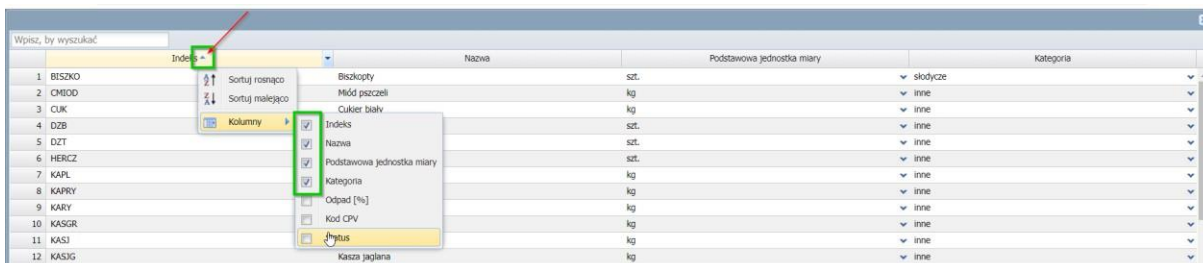 Wpisz, by wyszukać
Indeks Nazwa Podstawowa jednostka miary Kategoria
1 BISZKO Biszkopty szt. słodycze
Sortuj rosnąco
2 CMIOD Miód pszczeli kg inne
Sortuj malejąco
3 CUK Cukier biały kg inne
Kolumny
4 DZB szt. inne
Indeks
5 DZT szt. inne
Nazwa
6 HERCZ szt. inne
Podstawowa jednostka miary
7 KAPL kg inne
Kategoria
8 KAPRY kg inne
Odpad [%]
9 KARY kg inne
Kod CPV
10 KASGR kg inne
11 KASJ kg inne
12 KASJG Kasza jaglana kg inne